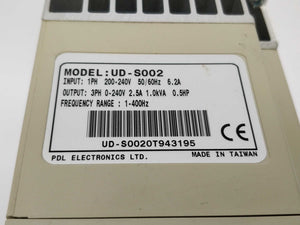 MODEL: UD-S002
INPUT: 1PH 200-240V 50/60Hz 6.2A
OUTPUT: 3PH 0-240V 2.5A 1.0kVA 0.5HP
FREQUENCY RANGE : 1-400Hz
CE
UD-S0020T943195
PDL ELECTRONICS LTD. MADE IN TAIWAN